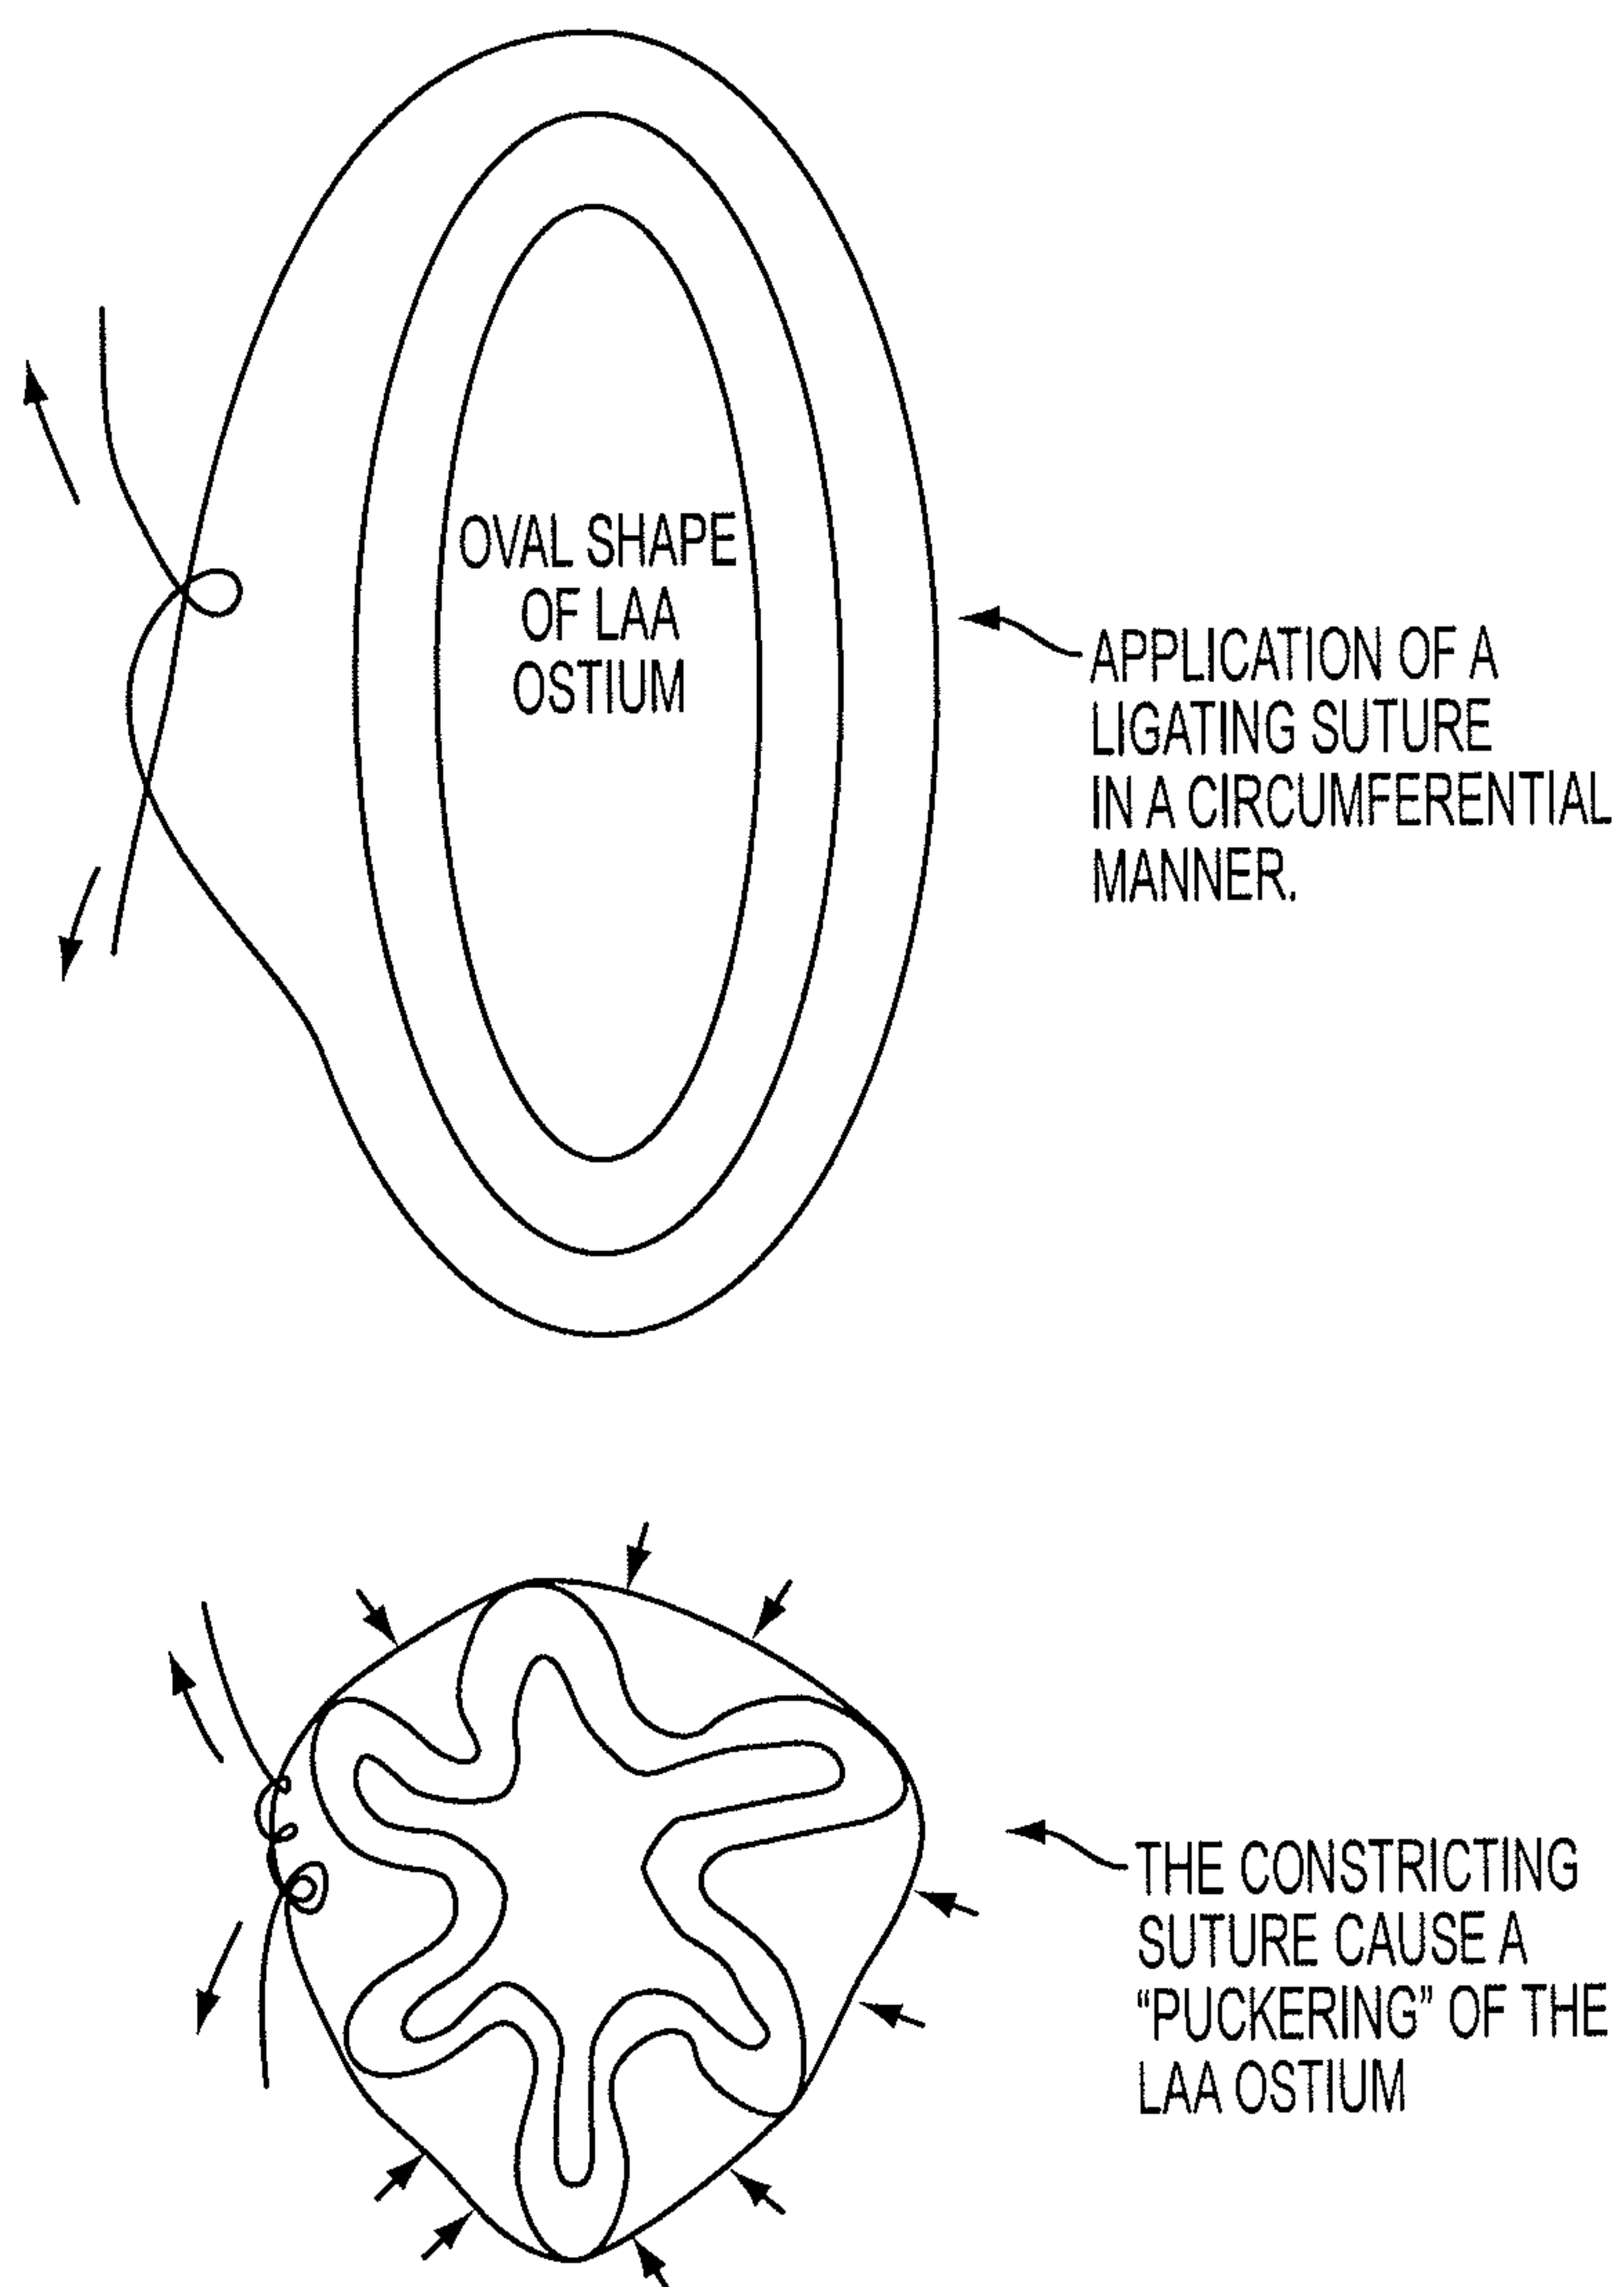 OVAL SHAPE
OF LAA
OSTIUM
APPLICATION OF A
LIGATING SUTURE
IN A CIRCUMFERENTIAL
MANNER.
THE CONSTRICTING
SUTURE CAUSE A
“PUCKERING” OF THE
LAA OSTIUM